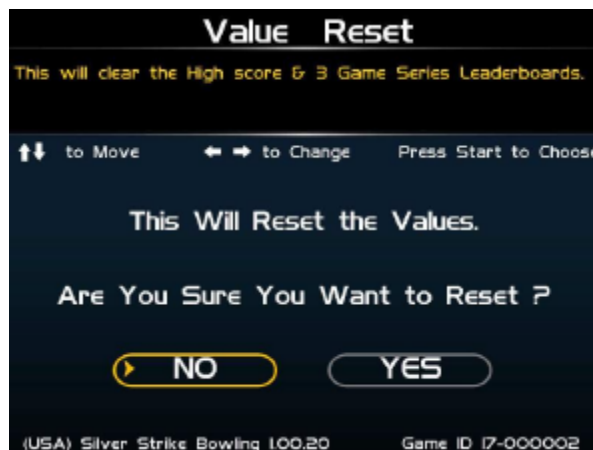 Value Reset
This will clear the High score & 3 Game Series Leaderboards.
↑↓ to Move ← → to Change Press Start to Choose
This Will Reset the Values.
Are You Sure You Want to Reset ?
NO YES
(USA) Silver Strike Bowling 1.00.20 Game ID 17-000002